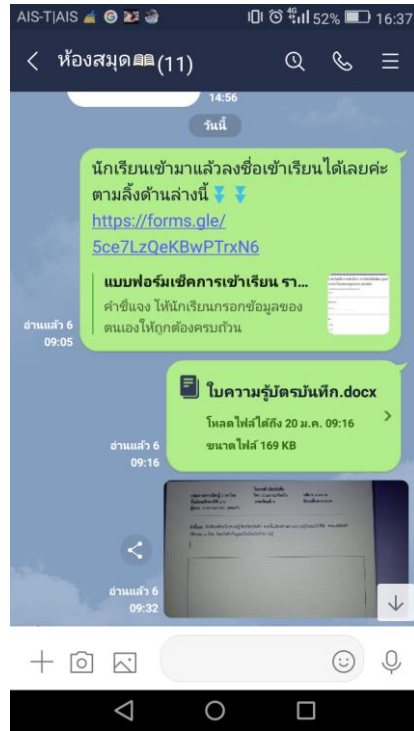 AIS-T|AIS 4G 52% 16:37
ห้องสมุด(11)
14:56
วันนี้
นักเรียนเข้ามาแล้วลงชื่อเข้าเรียนได้เลยค่ะ
ตามลิ้งด้านล่างนี้
https://forms.gle/
5ce7LzQeKBwPTrxN6
แบบฟอร์มเช็คการเข้าเรียน รา...
คำชี้แจง ให้นักเรียนกรอกข้อมูลของ
ตนเองให้ถูกต้องครบถ้วน
อ่านแล้ว 6
09:05
ใบความรู้บัตรบันทึก.docx
โหลดไฟล์ได้ถึง 20 ม.ค. 09:16
ขนาดไฟล์ 169 KB
อ่านแล้ว 6
09:16
อ่านแล้ว 6
09:32